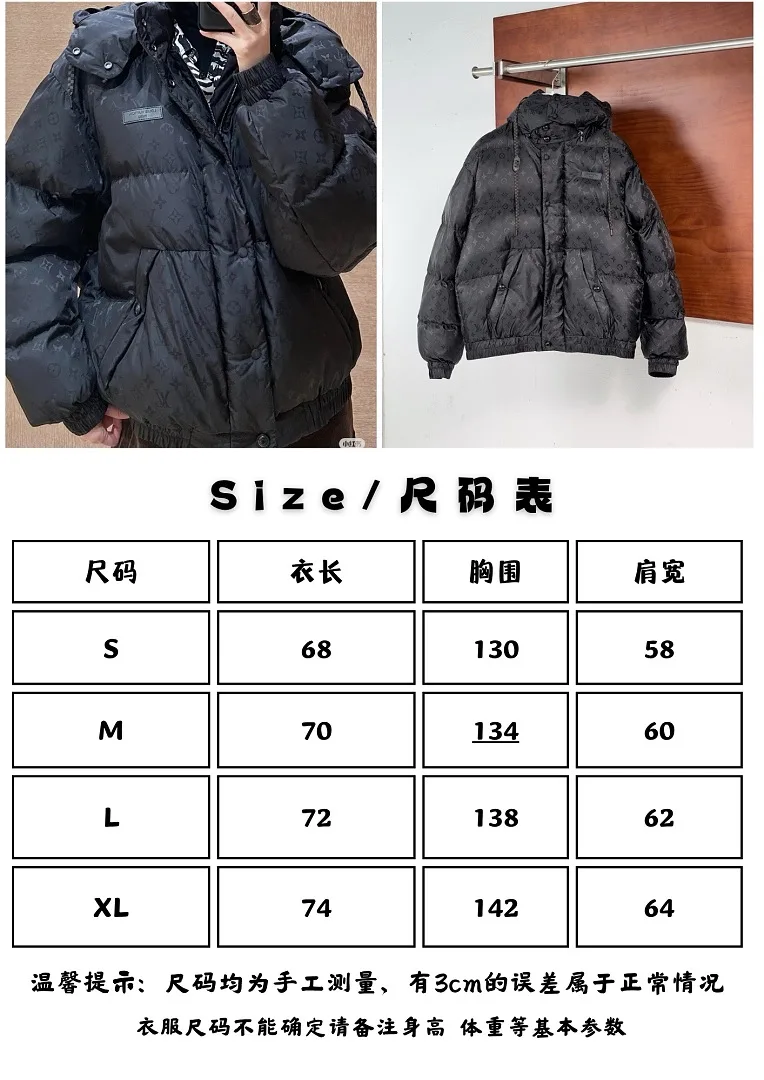 小红书
Size/尺码表
尺码 衣长 胸围 肩宽
S 68 130 58
M 70 134 60
L 72 138 62
XL 74 142 64
温馨提示：尺码均为手工测量，有3cm的误差属于正常情况
衣服尺码不能确定请备注身高 体重等基本参数